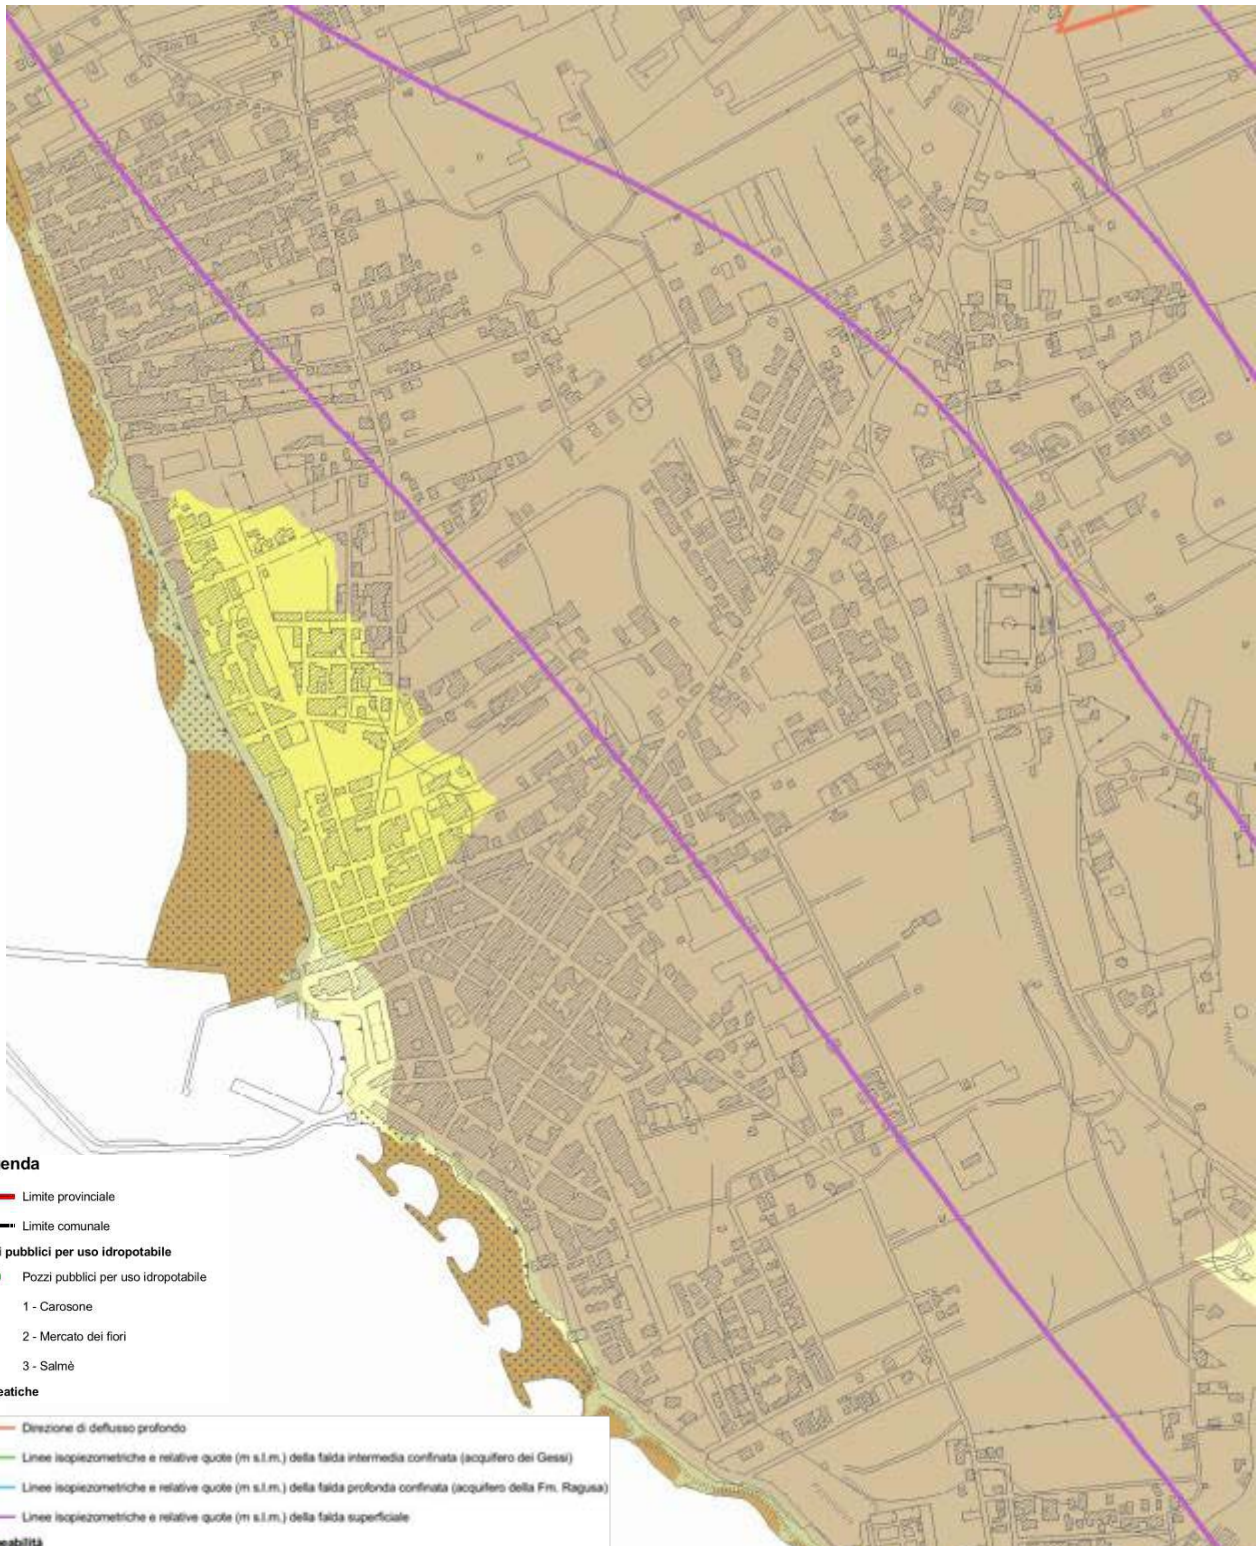 enda
Limite provinciale
Limite comunale
i pubblici per uso idropotabile
Pozzi pubblici per uso idropotabile
1 - Carosone
2 - Mercato dei fiori
3 - Salmè
eatiche
Direzione di deflusso profondo
Linee isopiezometriche e relative quote (m s.l.m.) della falda intermedia confinata (acquifero dei Gessi)
Linee isopiezometriche e relative quote (m s.l.m.) della falda profonda confinata (acquifero della Fm. Ragusa)
Linee isopiezometriche e relative quote (m s.l.m.) della falda superficiale
eabilità